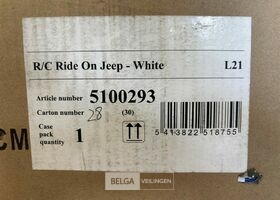 R/C Ride On Jeep - White L21
Article number 5100293
Carton number 28 (30)
Case pack quantity 1
5413822518755
BELGA VEILINGEN